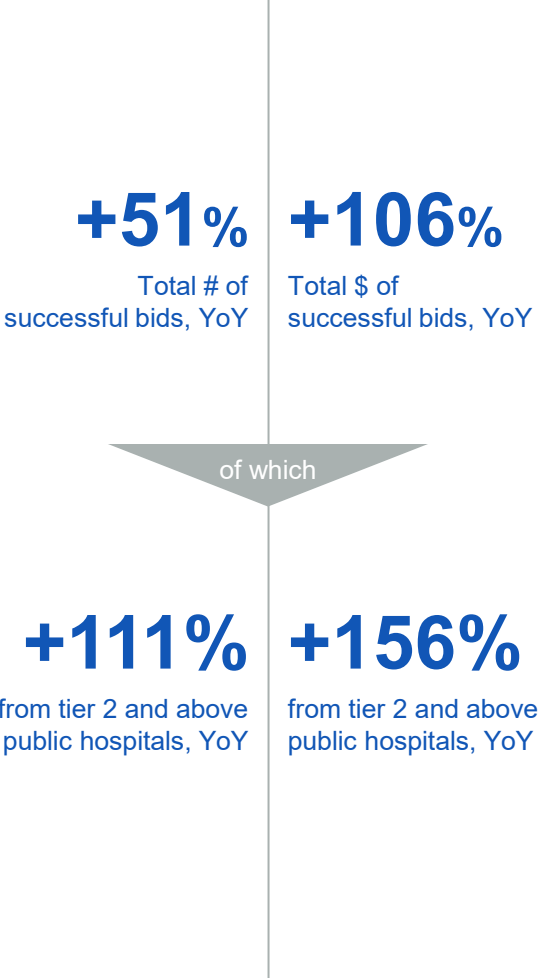 +51%
Total # of
successful bids, YoY
+106%
Total $ of
successful bids, YoY
of which
+111%
from tier 2 and above
public hospitals, YoY
+156%
from tier 2 and above
public hospitals, YoY